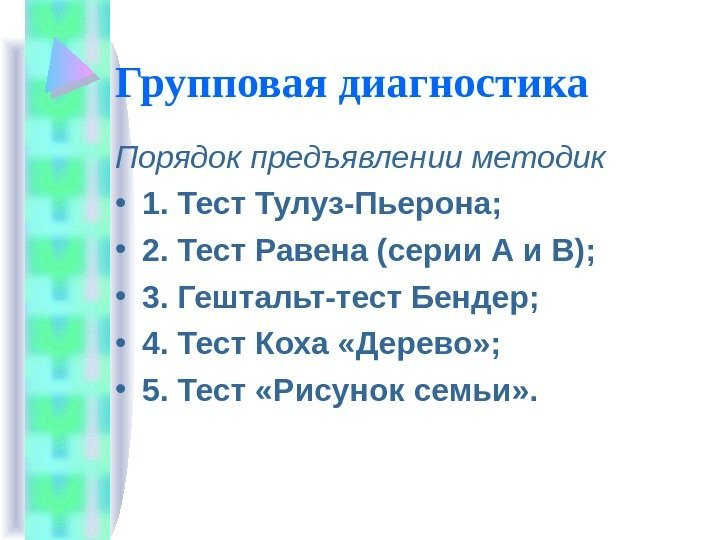 Групповая диагностика
Порядок предъявлении методик
• 1. Тест Тулуз-Пьерона;
• 2. Тест Равена (серии А и В);
• 3. Гештальт-тест Бендер;
• 4. Тест Коха «Дерево»;
• 5. Тест «Рисунок семьи».